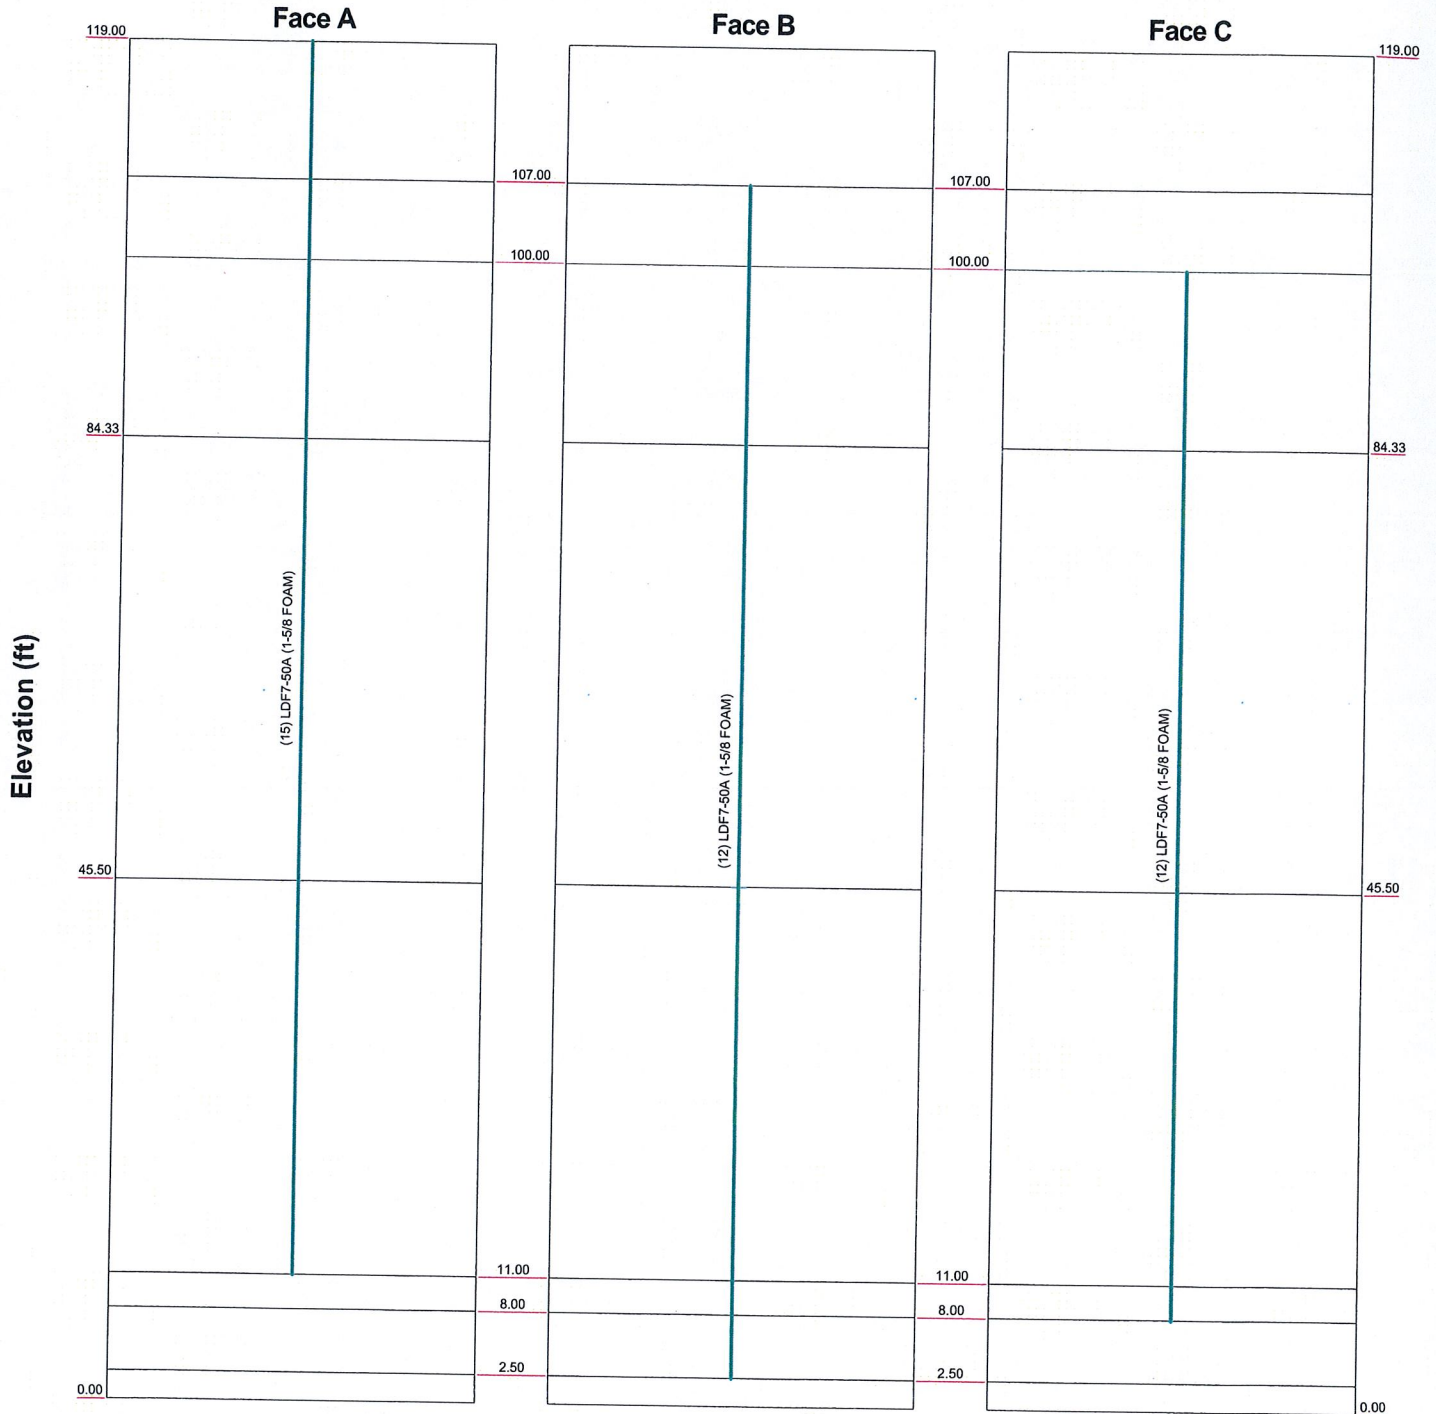 Face A
Face B
Face C
119.00
119.00
107.00
107.00
100.00
100.00
84.33
84.33
Elevation (ft)
(15) LDF7-50A (1-5/8 FOAM)
(12) LDF7-50A (1-5/8 FOAM)
(12) LDF7-50A (1-5/8 FOAM)
45.50
45.50
11.00
11.00
8.00
8.00
2.50
2.50
0.00
0.00